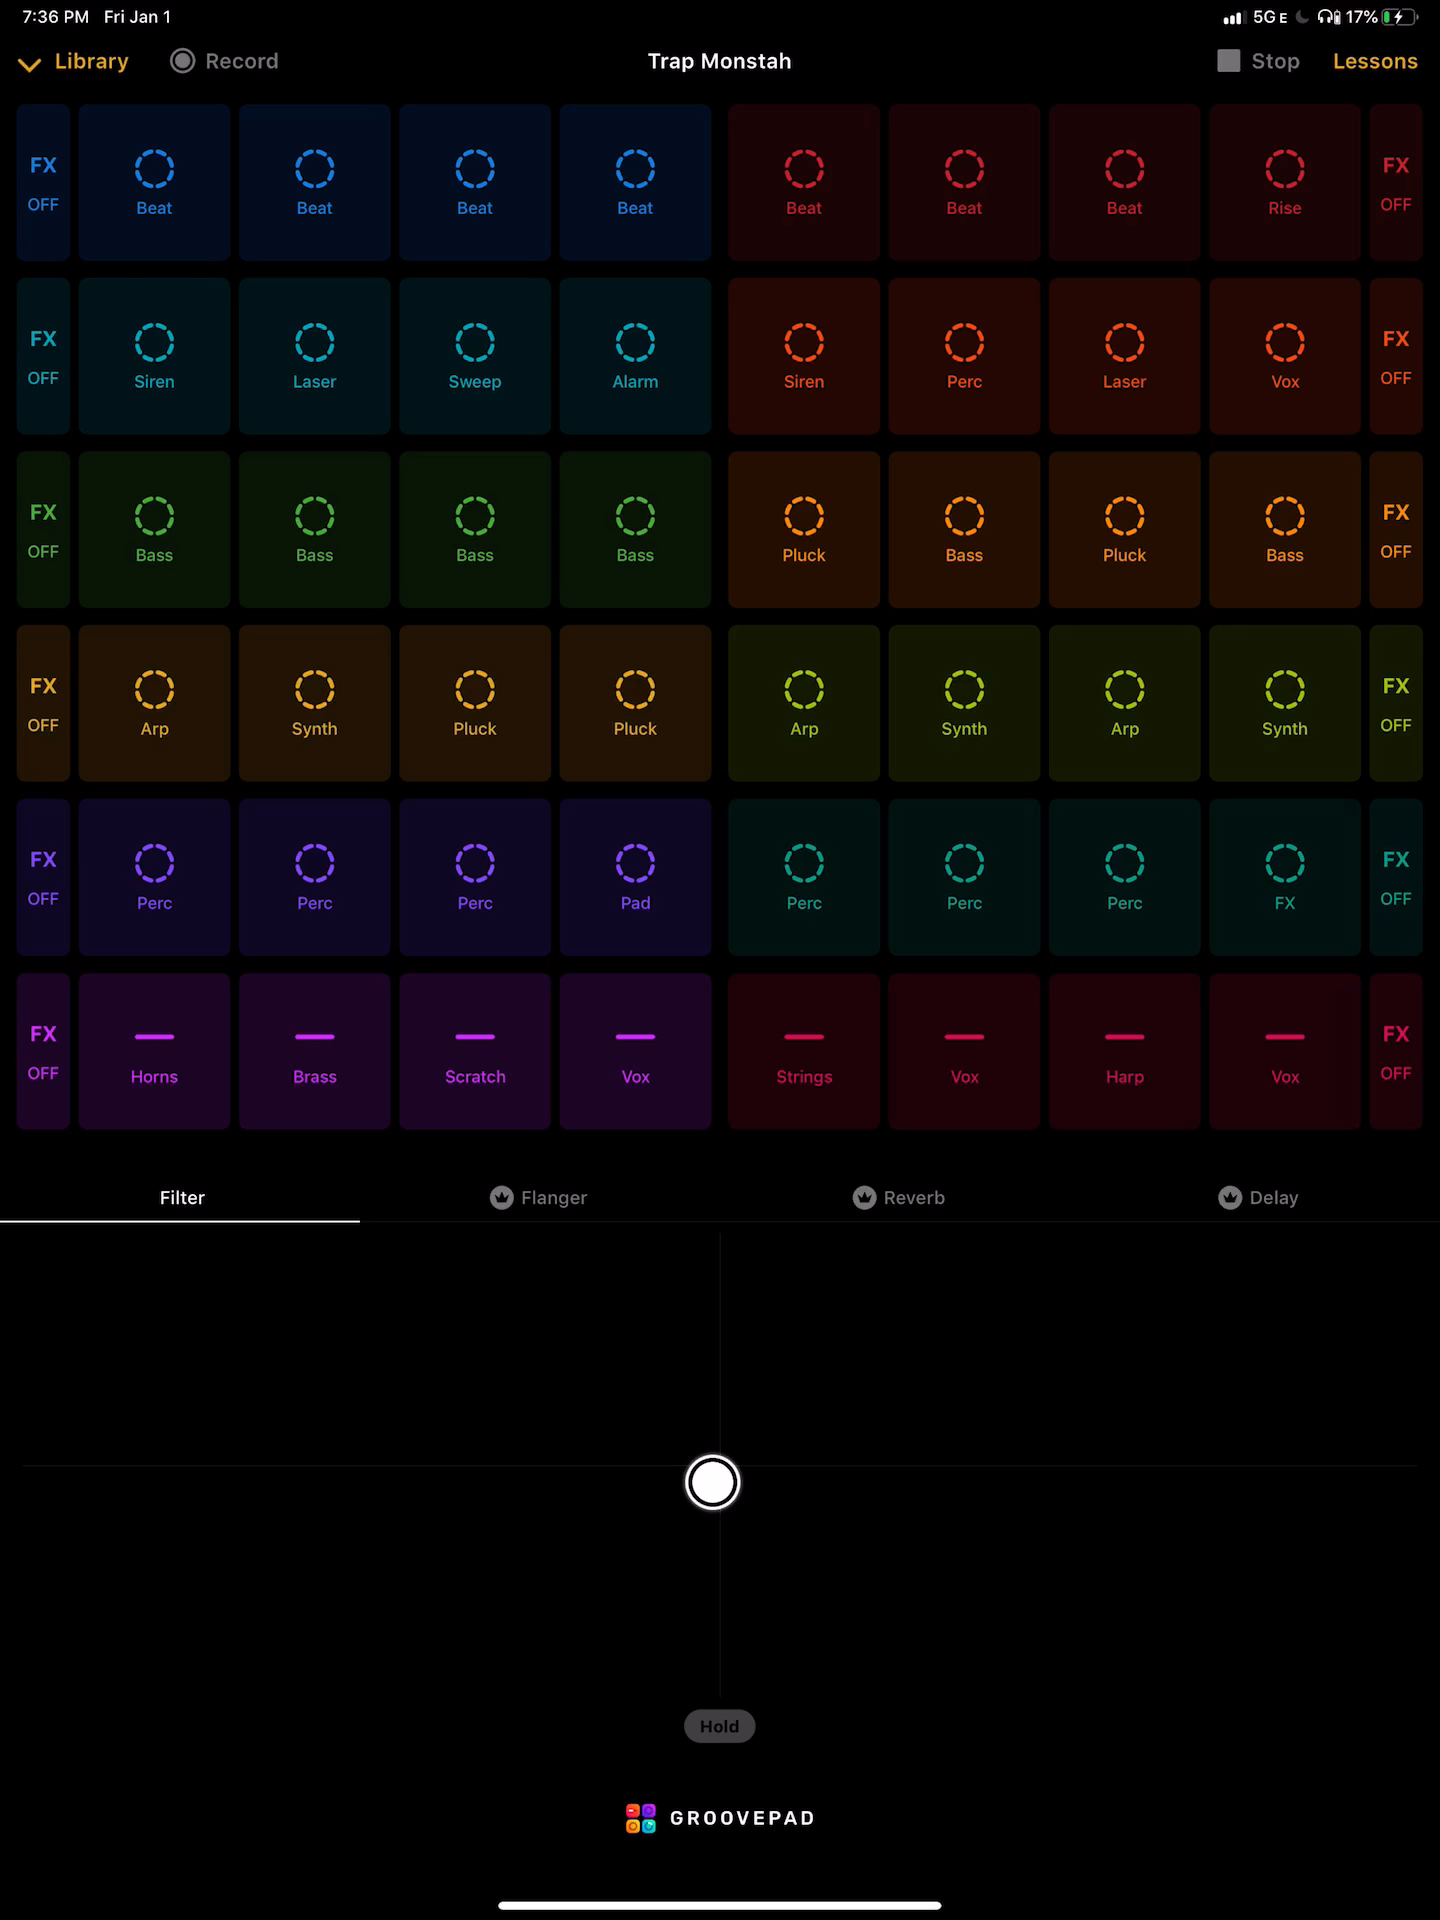 7:36 PM Fri Jan 1 5G E 17%
Library Record Trap Monstah Stop Lessons
FX Beat Beat Beat Beat Beat Beat Beat Rise FX
OFF OFF
FX Siren Laser Sweep Alarm Siren Perc Laser Vox FX
OFF OFF
FX Bass Bass Bass Bass Pluck Bass Pluck Bass FX
OFF OFF
FX Arp Synth Pluck Pluck Arp Synth Arp Synth FX
OFF OFF
FX Perc Perc Perc Pad Perc Perc Perc FX FX
OFF OFF
FX Horns Brass Scratch Vox Strings Vox Harp Vox FX
OFF OFF
Filter Flanger Reverb Delay
Hold
GROOVEPAD